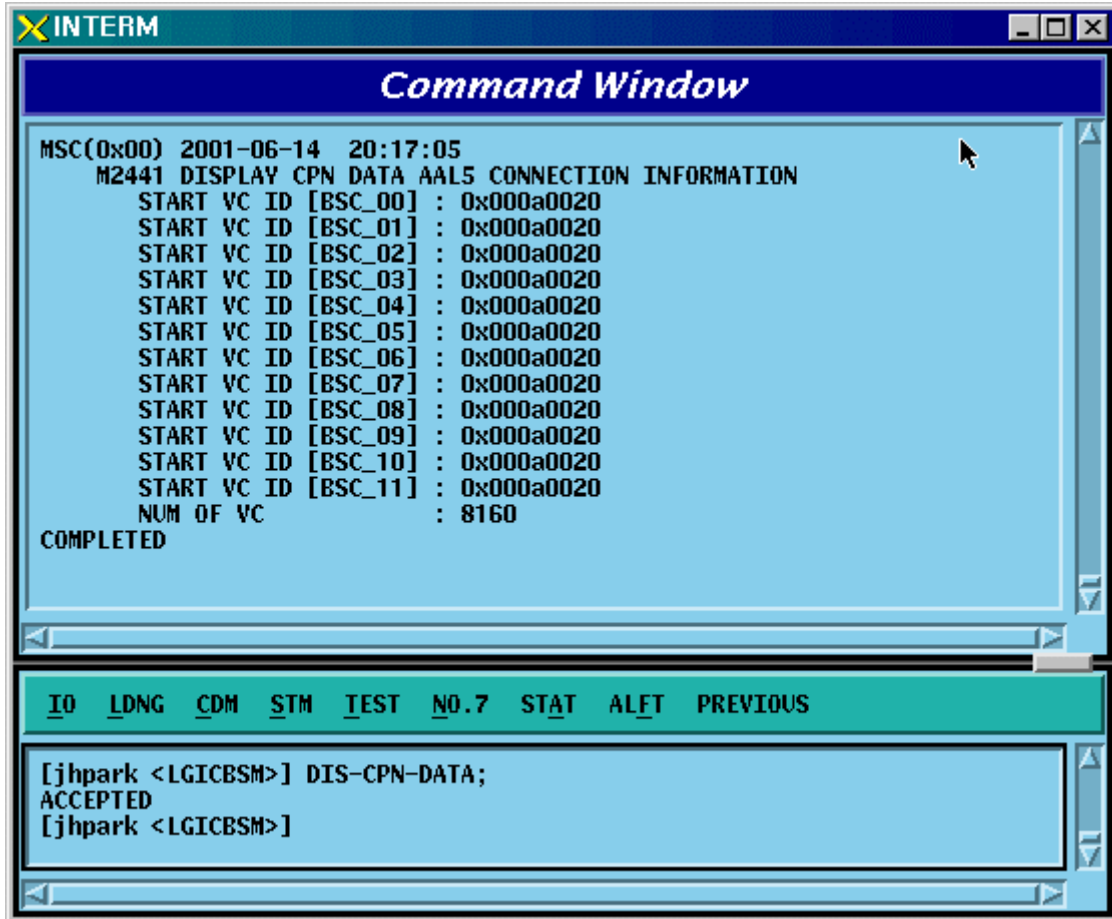 INTERM
Command Window
MSC(0x00) 2001-06-14 20:17:05
M2441 DISPLAY CPN DATA AAL5 CONNECTION INFORMATION
START VC ID [BSC_00] : 0x000a0020
START VC ID [BSC_01] : 0x000a0020
START VC ID [BSC_02] : 0x000a0020
START VC ID [BSC_03] : 0x000a0020
START VC ID [BSC_04] : 0x000a0020
START VC ID [BSC_05] : 0x000a0020
START VC ID [BSC_06] : 0x000a0020
START VC ID [BSC_07] : 0x000a0020
START VC ID [BSC_08] : 0x000a0020
START VC ID [BSC_09] : 0x000a0020
START VC ID [BSC_10] : 0x000a0020
START VC ID [BSC_11] : 0x000a0020
NUM OF VC : 8160
COMPLETED
IO LDNG CDM STM TEST NO.7 STAT ALFT PREVIOUS
[jhpark <LGICBSM>] DIS-CPN-DATA;
ACCEPTED
[jhpark <LGICBSM>]